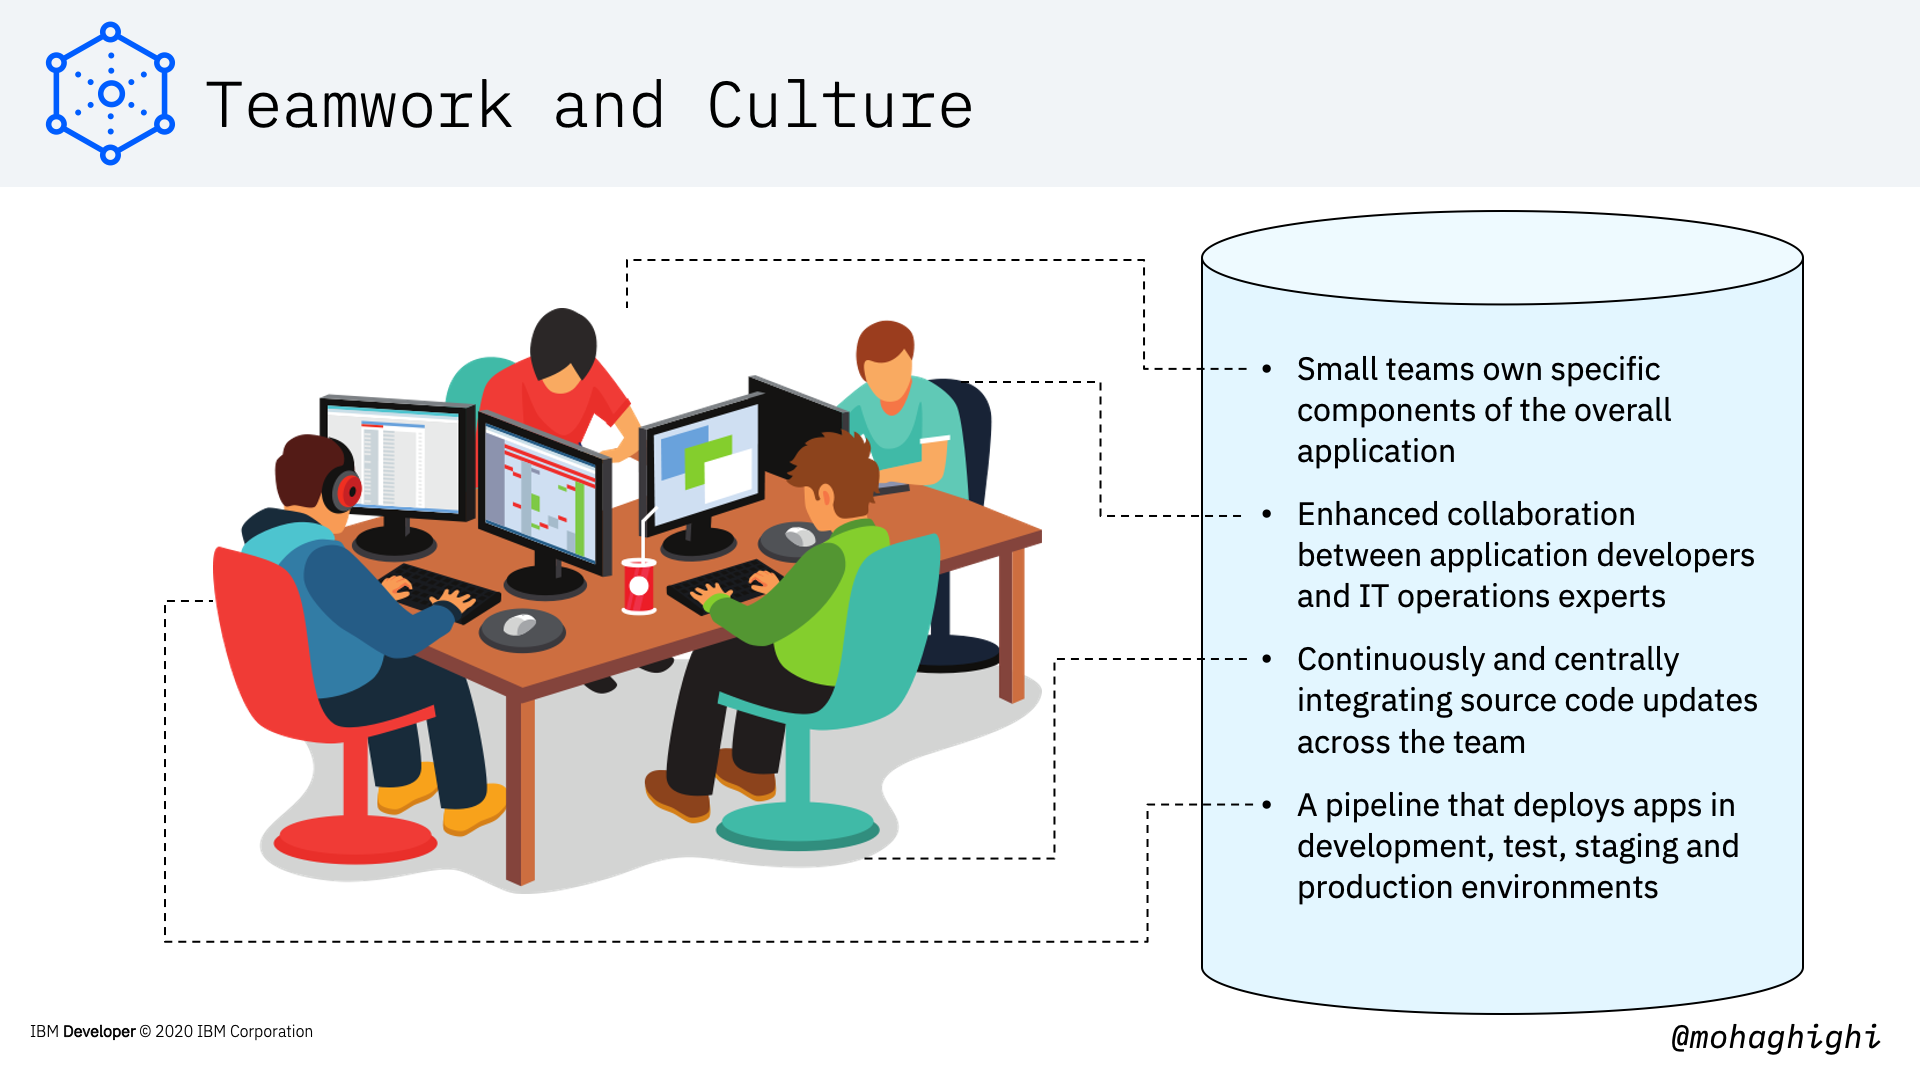 Teamwork and Culture
• Small teams own specific
components of the overall
application
• Enhanced collaboration
between application developers
and IT operations experts
• Continuously and centrally
integrating source code updates
across the team
• A pipeline that deploys apps in
development, test, staging and
production environments
IBM Developer © 2020 IBM Corporation
@mohaghighi